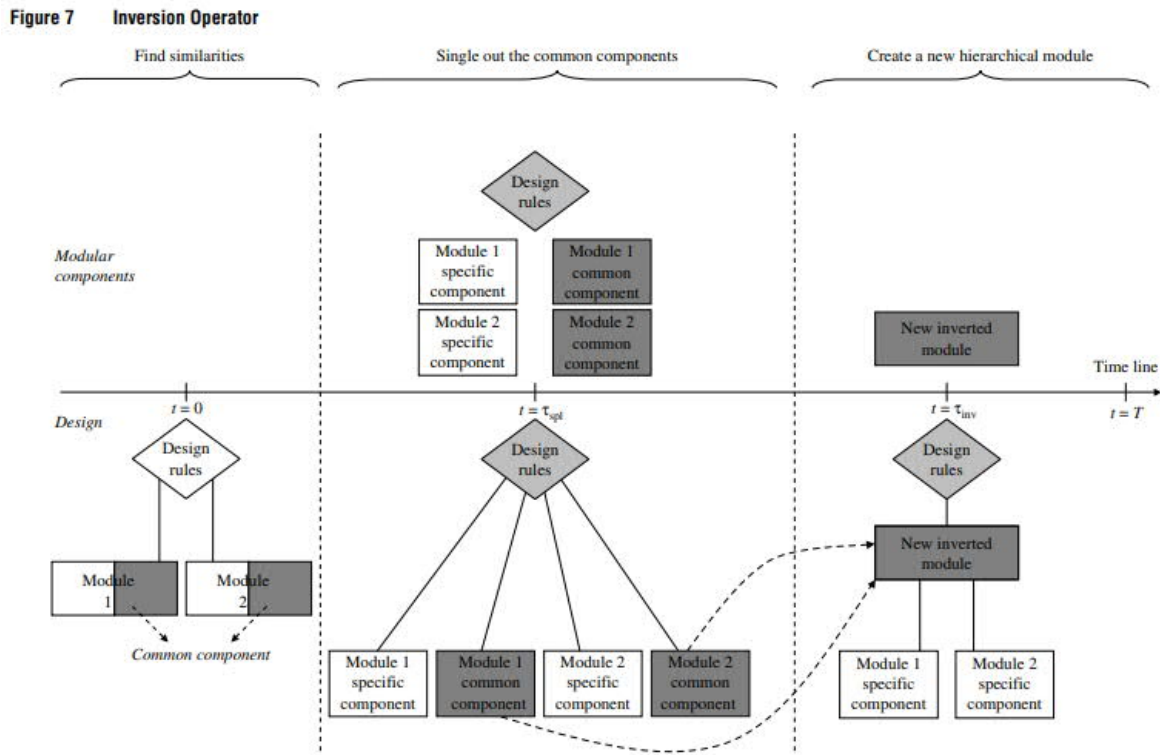 Figure 7 Inversion Operator
Find similarities
Single out the common components
Create a new hierarchical module
Modular
components
Design
rules
Module 1
specific
component
Module 1
common
component
Module 2
specific
component
Module 2
common
component
New inverted
module
Time line
t = 0
t = τspl
t = τinv
t = T
Design
Design
rules
Module
1
Module
2
Common component
Design
rules
Module 1
specific
component
Module 1
common
component
Module 2
specific
component
Module 2
common
component
Design
rules
New inverted
module
Module 1
specific
component
Module 2
specific
component